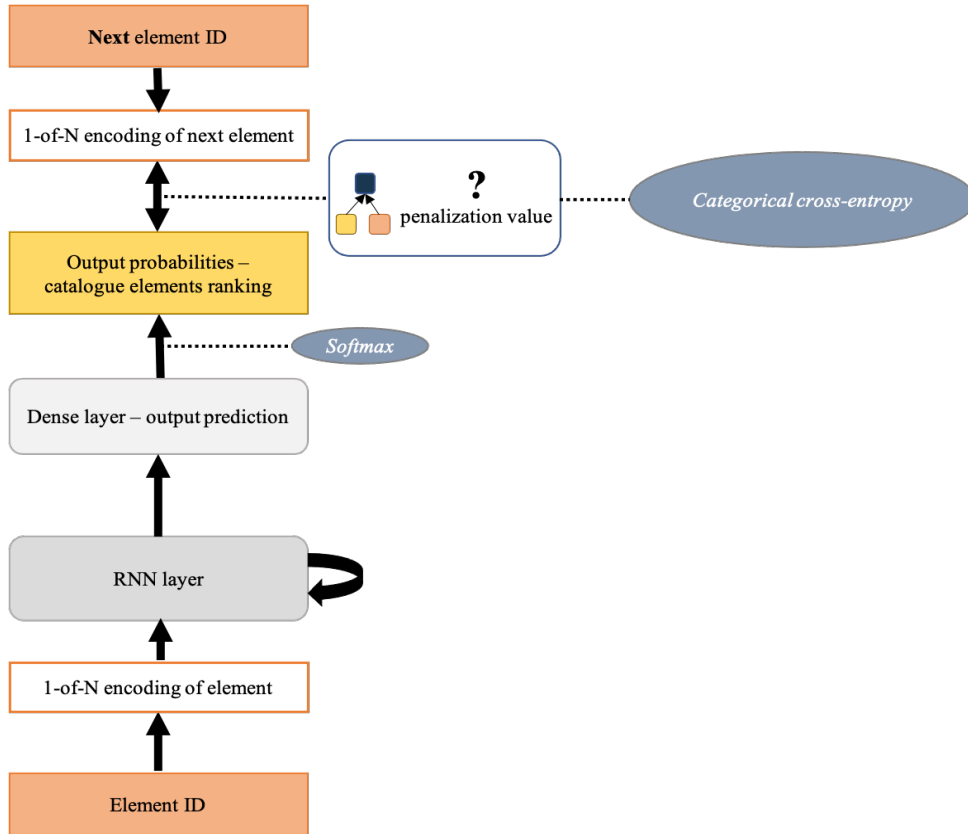 Next element ID
1-of-N encoding of next element
?
penalization value
Categorical cross-entropy
Output probabilities –
catalogue elements ranking
Softmax
Dense layer – output prediction
RNN layer
1-of-N encoding of element
Element ID